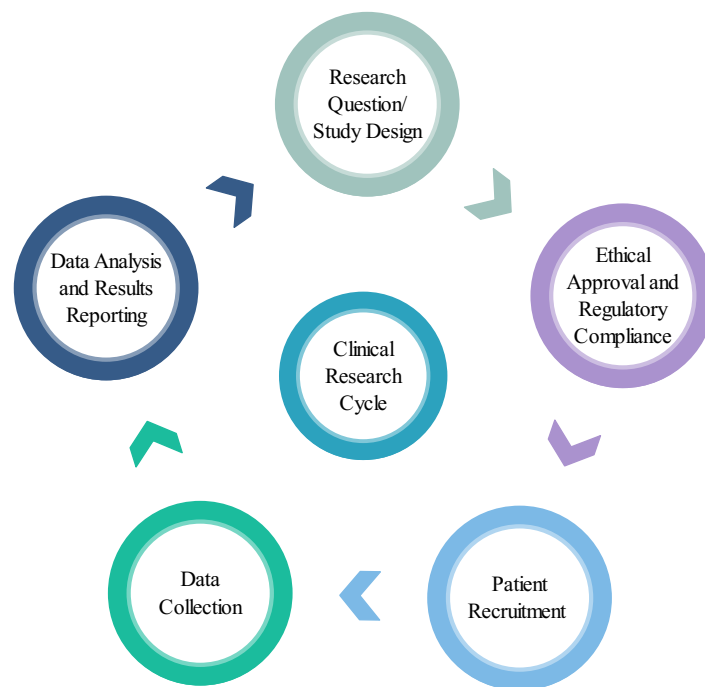 Research
Question/
Study Design
Ethical
Approval and
Regulatory
Compliance
Patient
Recruitment
Data
Collection
Data Analysis
and Results
Reporting
Clinical
Research
Cycle